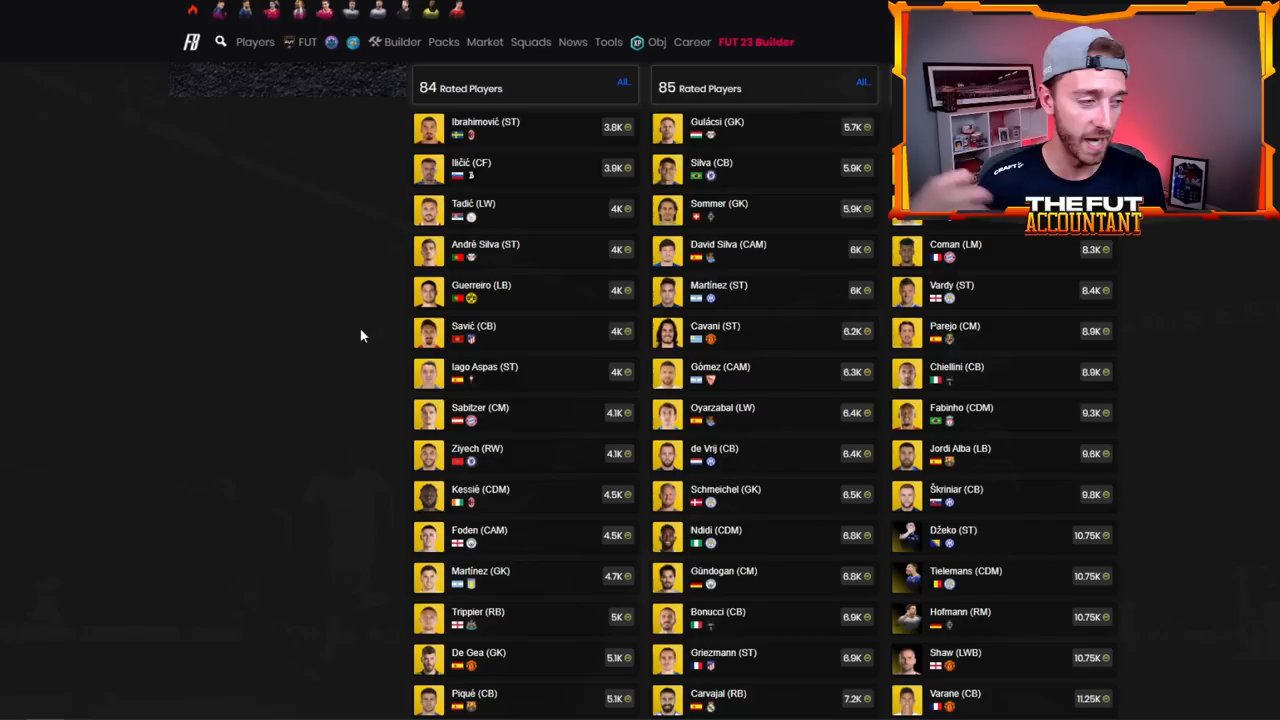 FB Players FUT Builder Packs Market Squads News Tools XP Obj Career FUT 23 Builder
CRAFT
THE FUT
ACCOUNTANT
84 Rated Players All..
Ibrahimović (ST) 3.8K
Iličić (CF) 3.9K
Tadić (LW) 4K
André Silva (ST) 4K
Guerreiro (LB) 4K
Savić (CB) 4K
Iago Aspas (ST) 4K
Sabitzer (CM) 4.1K
Ziyech (RW) 4.1K
Kessié (CDM) 4.5K
Foden (CAM) 4.5K
Martínez (GK) 4.7K
Trippier (RB) 5K
De Gea (GK) 5.1K
Piqué (CB) 5.1K
85 Rated Players All..
Gulácsi (GK) 5.7K
Silva (CB) 5.9K
Sommer (GK) 5.9K
David Silva (CAM) 6K
Martínez (ST) 6K
Cavani (ST) 6.2K
Gómez (CAM) 6.3K
Oyarzabal (LW) 6.4K
de Vrij (CB) 6.4K
Schmeichel (GK) 6.5K
Ndidi (CDM) 6.8K
Gündogan (CM) 6.8K
Bonucci (CB) 6.9K
Griezmann (ST) 6.9K
Carvajal (RB) 7.2K
Coman (LM) 8.3K
Vardy (ST) 8.4K
Parejo (CM) 8.9K
Chiellini (CB) 8.9K
Fabinho (CDM) 9.3K
Jordi Alba (LB) 9.6K
Škriniar (CB) 9.8K
Džeko (ST) 10.75K
Tielemans (CDM) 10.75K
Hofmann (RM) 10.75K
Shaw (LWB) 10.75K
Varane (CB) 11.25K